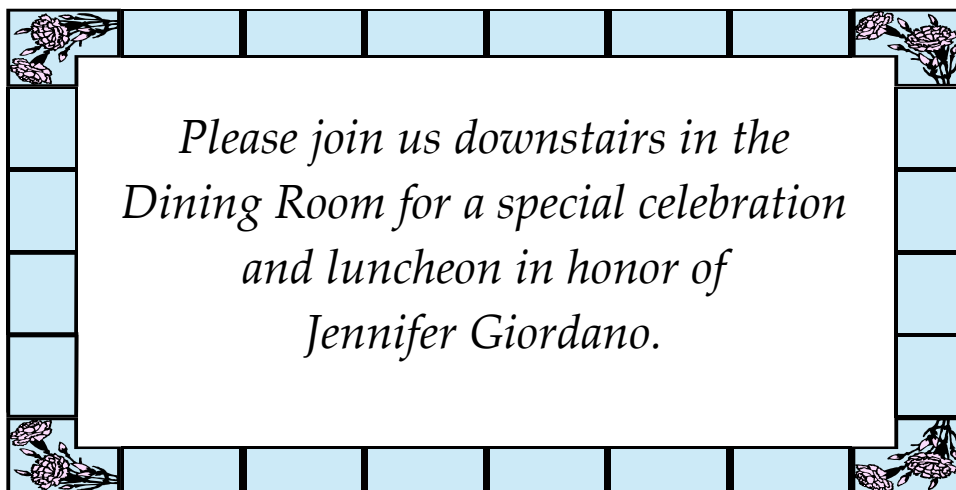 Please join us downstairs in the
Dining Room for a special celebration
and luncheon in honor of
Jennifer Giordano.